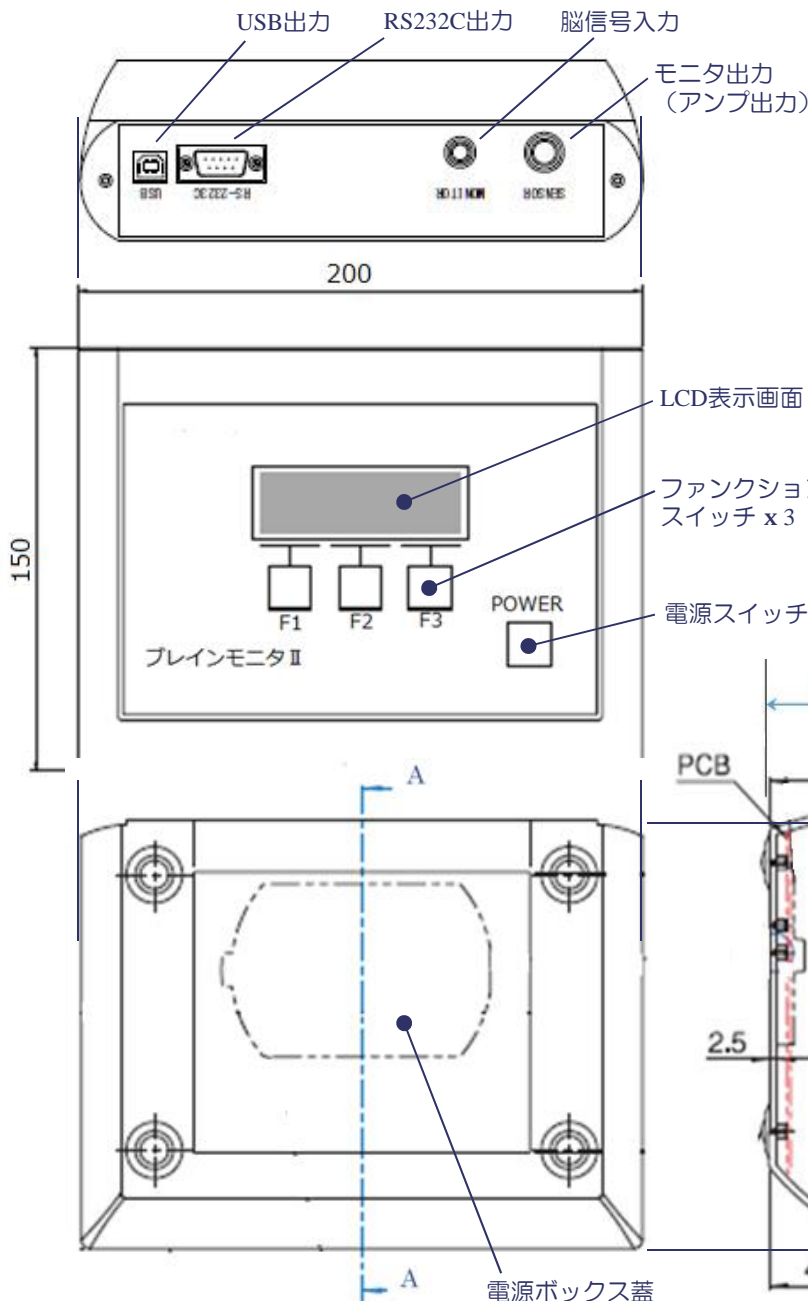 USB出力
RS232C出力
脳信号入力
モニタ出力
（アンプ出力）
USB
RS-232C
MONITOR
SENSOR
200
150
LCD表示画面
ファンクション
スイッチ x 3
F1
F2
F3
POWER
電源スイッチ
ブレインモニタⅡ
PCB
A
2.5
A
電源ボックス蓋